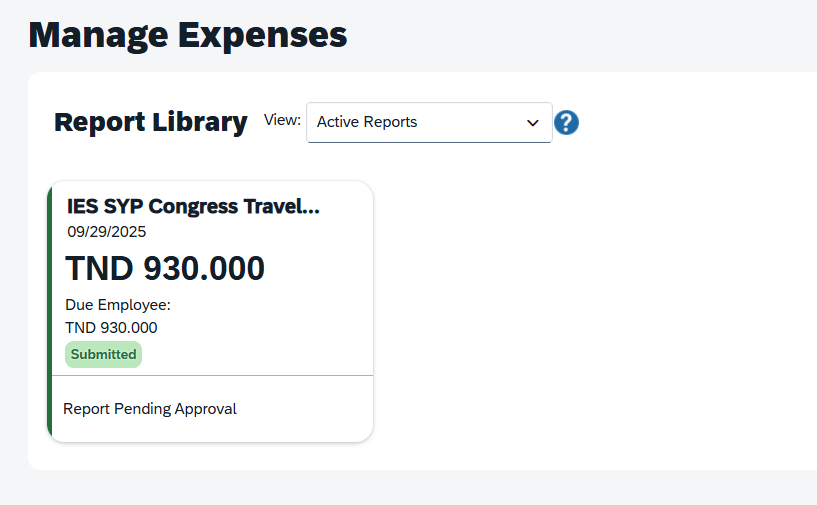 Manage Expenses
Report Library View: Active Reports ?
IES SYP Congress Travel...
09/29/2025
TND 930.000
Due Employee:
TND 930.000
Submitted
Report Pending Approval